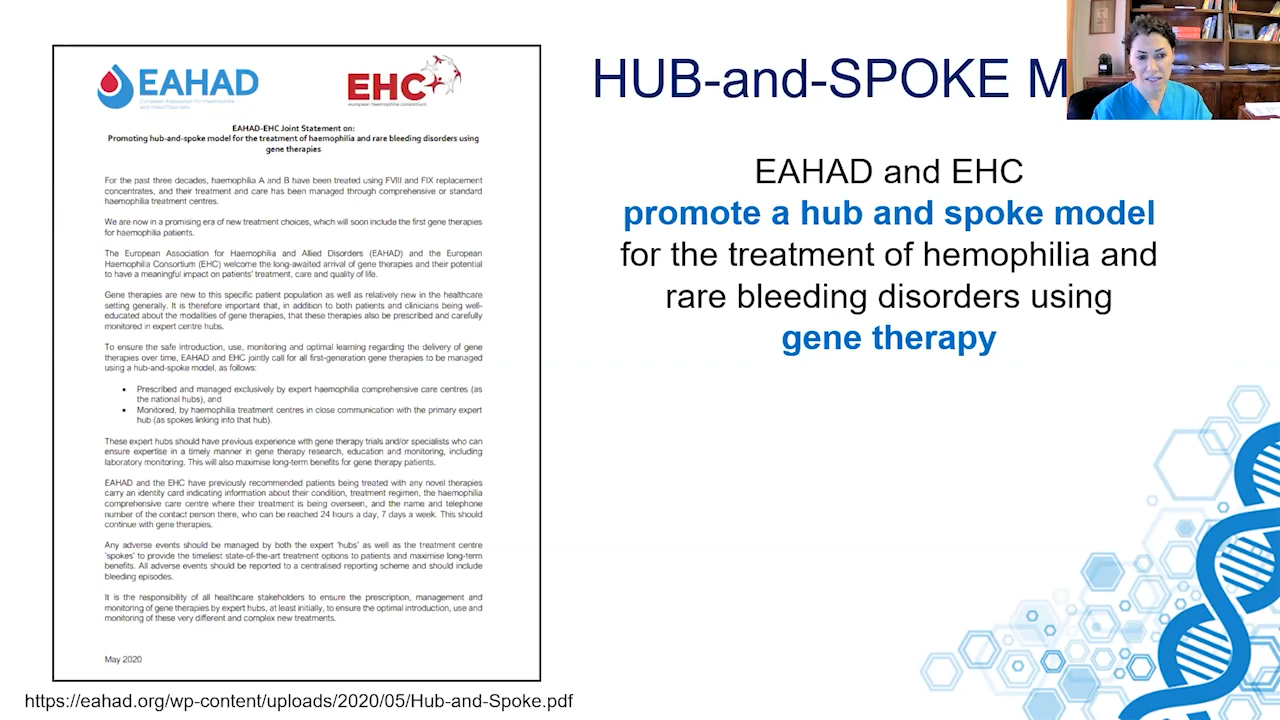 EAHAD
European Association for Haemophilia
and Allied Disorders
EHC
european haemophilia consortium
EAHAD-EHC Joint Statement on:
Promoting hub-and-spoke model for the treatment of haemophilia and rare bleeding disorders using
gene therapies
For the past three decades, haemophilia A and B have been treated using FVIII and FIX replacement
concentrates, and their treatment and care has been managed through comprehensive or standard
haemophilia treatment centres.
We are now in a promising era of new treatment choices, which will soon include the first gene therapies
for haemophilia patients.
The European Association for Haemophilia and Allied Disorders (EAHAD) and the European
Haemophilia Consortium (EHC) welcome the long-awaited arrival of gene therapies and their potential
to have a meaningful impact on patients' treatment, care and quality of life.
Gene therapies are new to this specific patient population as well as relatively new in the healthcare
setting generally. It is therefore important that, in addition to both patients and clinicians being well-
educated about the modalities of gene therapies, that these therapies also be prescribed and carefully
monitored in expert centre hubs.
To ensure the safe introduction, use, monitoring and optimal learning regarding the delivery of gene
therapies over time, EAHAD and EHC jointly call for all first-generation gene therapies to be managed
using a hub-and-spoke model, as follows:
• Prescribed and managed exclusively by expert haemophilia comprehensive care centres (as
the national hubs), and
• Monitored, by haemophilia treatment centres in close communication with the primary expert
hub (as spokes linking into that hub).
These expert hubs should have previous experience with gene therapy trials and/or specialists who can
ensure expertise in a timely manner in gene therapy research, education and monitoring, including
laboratory monitoring. This will also maximise long-term benefits for gene therapy patients.
EAHAD and the EHC have previously recommended patients being treated with any novel therapies
carry an identity card indicating information about their condition, treatment regimen, the haemophilia
comprehensive care centre where their treatment is being overseen, and the name and telephone
number of the contact person there, who can be reached 24 hours a day, 7 days a week. This should
continue with gene therapies.
Any adverse events should be managed by both the expert 'hubs' as well as the treatment centre
'spokes' to provide the timeliest state-of-the-art treatment options to patients and maximise long-term
benefits. All adverse events should be reported to a centralised reporting scheme and should include
bleeding episodes.
It is the responsibility of all healthcare stakeholders to ensure the prescription, management and
monitoring of gene therapies by expert hubs, at least initially, to ensure the optimal introduction, use and
monitoring of these very different and complex new treatments.
May 2020
https://eahad.org/wp-content/uploads/2020/05/Hub-and-Spoke.pdf
HUB-and-SPOKE M
EAHAD and EHC
promote a hub and spoke model
for the treatment of hemophilia and
rare bleeding disorders using
gene therapy